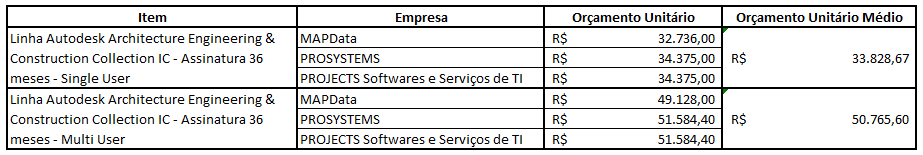 Item Empresa Orçamento Unitário Orçamento Unitário Médio
Linha Autodesk Architecture Engineering & MAPData R$ 32.736,00
Construction Collection IC - Assinatura 36 PROSYSTEMS R$ 34.375,00 R$ 33.828,67
meses - Single User PROJECTS Softwares e Serviços de TI R$ 34.375,00
Linha Autodesk Architecture Engineering & MAPData R$ 49.128,00
Construction Collection IC - Assinatura 36 PROSYSTEMS R$ 51.584,40 R$ 50.765,60
meses - Multi User PROJECTS Softwares e Serviços de TI R$ 51.584,40